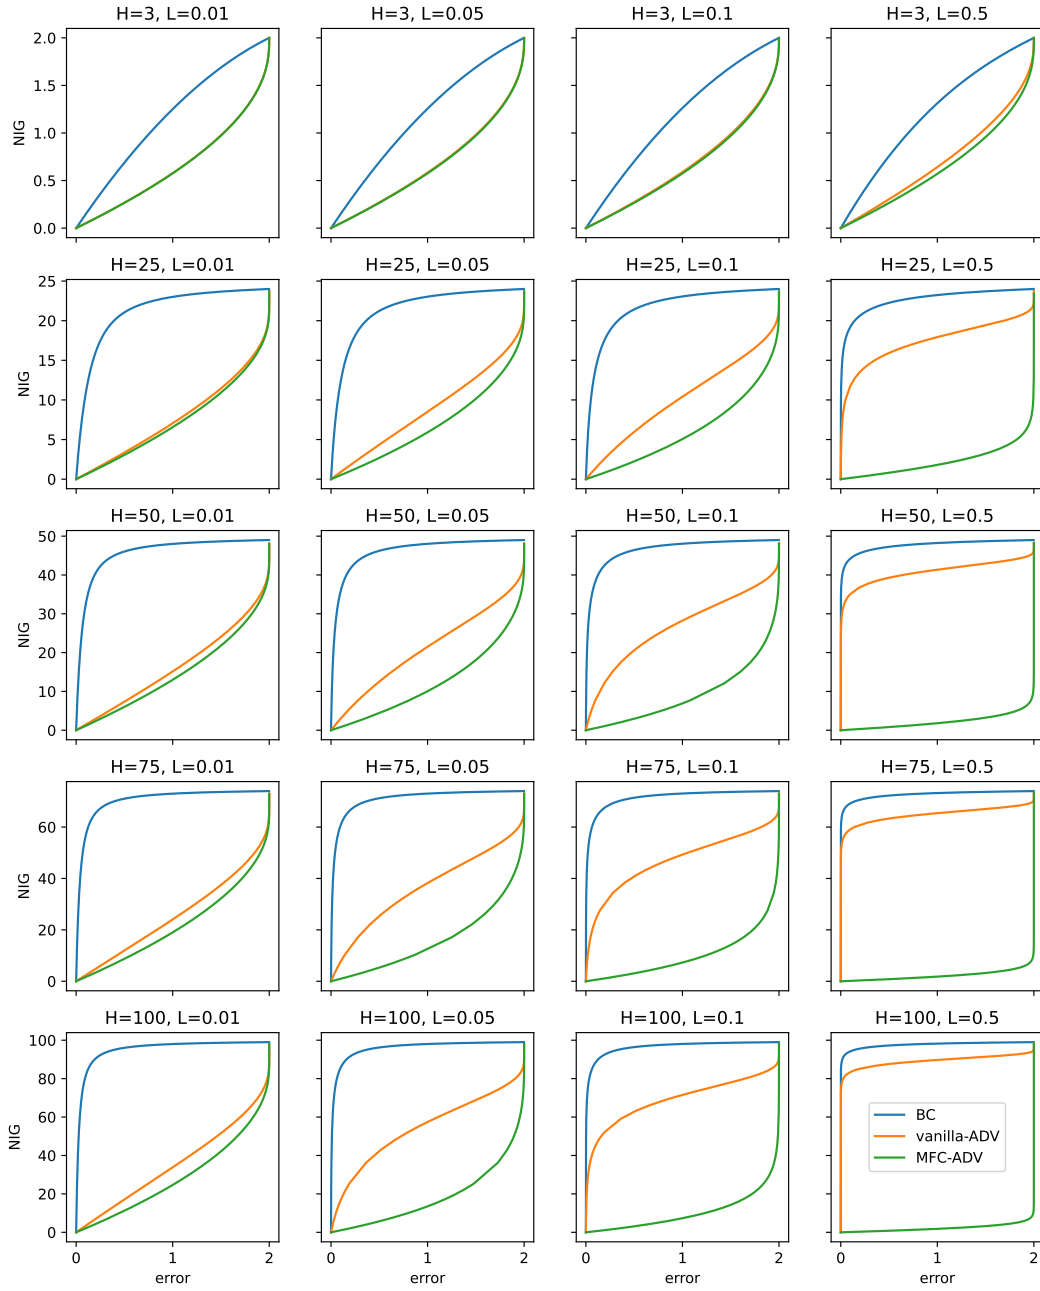 H=3, L=0.01 H=3, L=0.05 H=3, L=0.1 H=3, L=0.5
2.0
1.5
NIG
1.0
0.5
0.0
H=25, L=0.01 H=25, L=0.05 H=25, L=0.1 H=25, L=0.5
25
20
15
NIG
10
5
0
H=50, L=0.01 H=50, L=0.05 H=50, L=0.1 H=50, L=0.5
50
40
30
NIG
20
10
0
H=75, L=0.01 H=75, L=0.05 H=75, L=0.1 H=75, L=0.5
60
40
NIG
20
0
H=100, L=0.01 H=100, L=0.05 H=100, L=0.1 H=100, L=0.5
100
80
60
NIG
40
20
0
BC
vanilla-ADV
MFC-ADV
0 1 2 0 1 2 0 1 2 0 1 2
error error error error